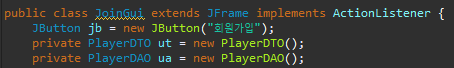 public class JoinGui extends JFrame implements ActionListener {
JButton jb = new JButton("회원가입");
private PlayerDTO ut = new PlayerDTO();
private PlayerDAO ua = new PlayerDAO();